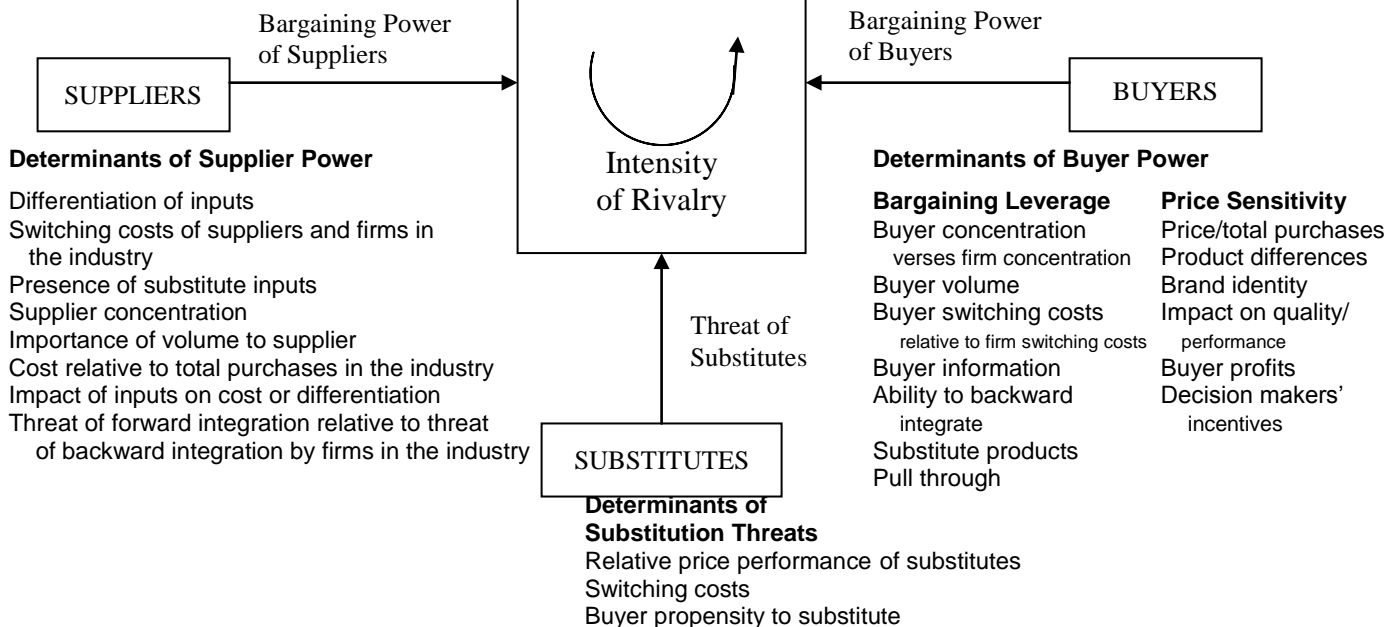 Bargaining Power
of Suppliers
SUPPLIERS
Intensity
of Rivalry
Bargaining Power
of Buyers
BUYERS
Determinants of Supplier Power
Differentiation of inputs
Switching costs of suppliers and firms in
the industry
Presence of substitute inputs
Supplier concentration
Importance of volume to supplier
Cost relative to total purchases in the industry
Impact of inputs on cost or differentiation
Threat of forward integration relative to threat
of backward integration by firms in the industry
Determinants of Buyer Power
Bargaining Leverage
Buyer concentration
verses firm concentration
Buyer volume
Buyer switching costs
relative to firm switching costs
Buyer information
Ability to backward
integrate
Substitute products
Pull through
Price Sensitivity
Price/total purchases
Product differences
Brand identity
Impact on quality/
performance
Buyer profits
Decision makers’
incentives
Threat of
Substitutes
SUBSTITUTES
Determinants of
Substitution Threats
Relative price performance of substitutes
Switching costs
Buyer propensity to substitute